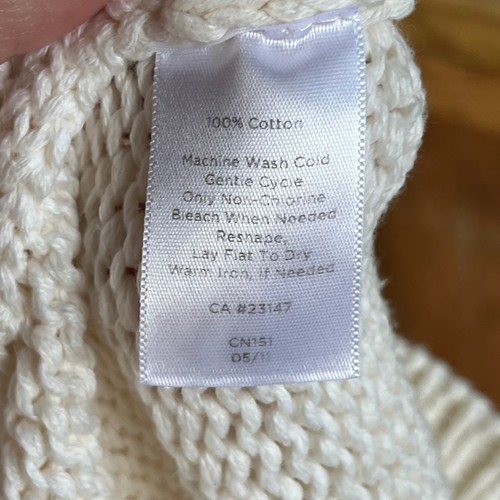 100% Cotton
Machine Wash Cold
Gentle Cycle
Only Non-Chlorine
Bleach When Needed
Reshape,
Lay Flat To Dry
Warm Iron, If Needed
CA #23147
CN151
05/11